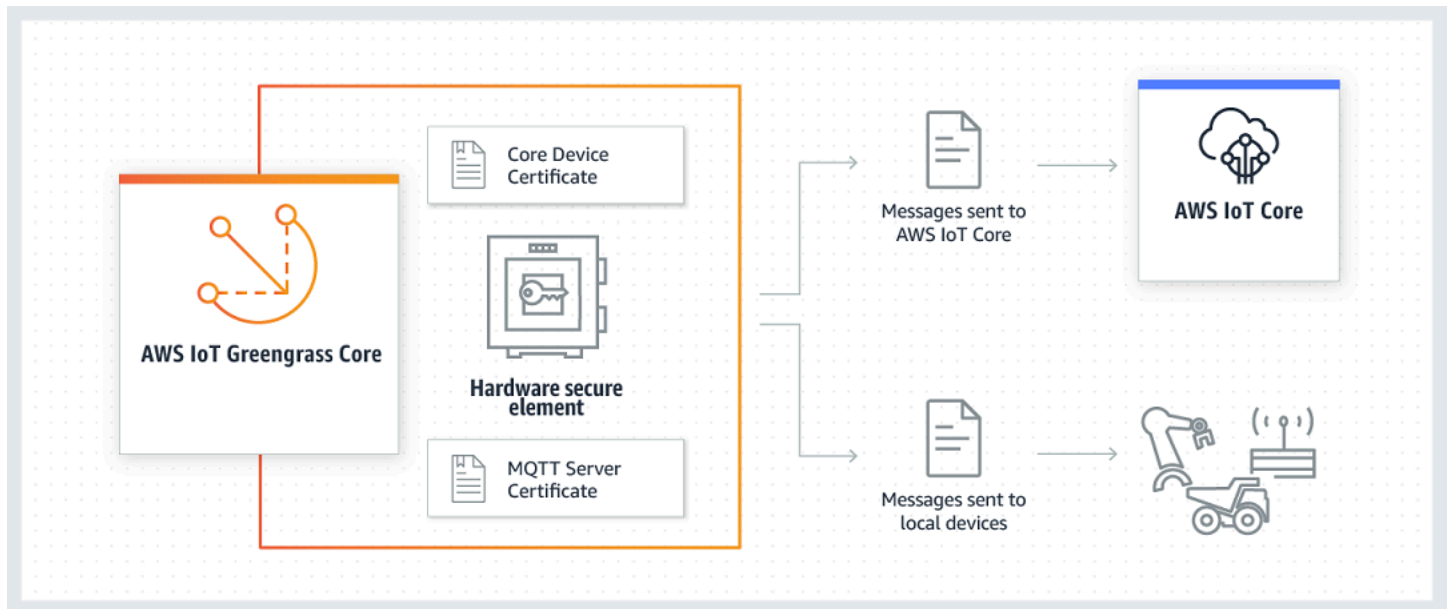 AWS IoT Greengrass Core
Core Device
Certificate
Hardware secure
element
MQTT Server
Certificate
Messages sent to
AWS IoT Core
AWS IoT Core
Messages sent to
local devices